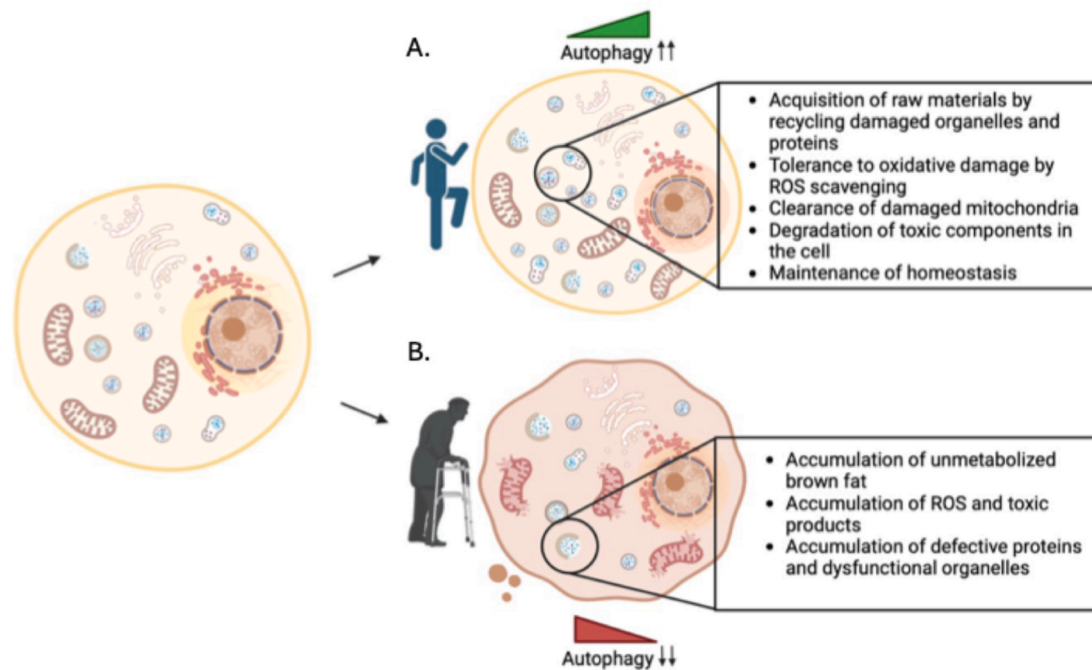 A.
Autophagy ↑↑
• Acquisition of raw materials by
recycling damaged organelles and
proteins
• Tolerance to oxidative damage by
ROS scavenging
• Clearance of damaged mitochondria
• Degradation of toxic components in
the cell
• Maintenance of homeostasis
B.
• Accumulation of unmetabolized
brown fat
• Accumulation of ROS and toxic
products
• Accumulation of defective proteins
and dysfunctional organelles
Autophagy ↓↓